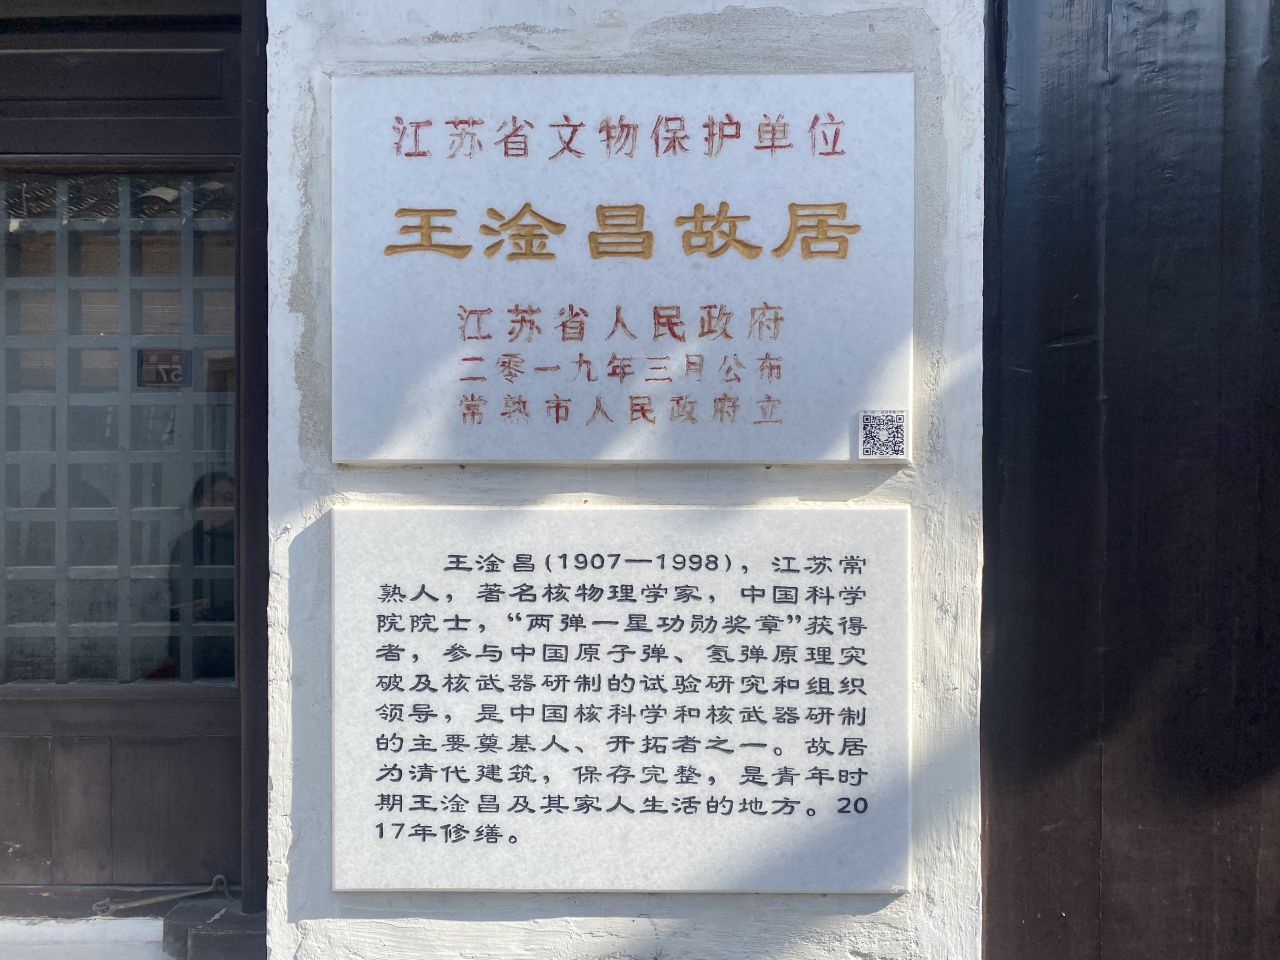 江苏省文物保护单位
王淦昌故居
江苏省人民政府
二零一九年三月公布
常熟市人民政府立
王淦昌(1907—1998)，江苏常
熟人，著名核物理学家，中国科学
院院士，“两弹一星功勋奖章”获得
者，参与中国原子弹、氢弹原理突
破及核武器研制的试验研究和组织
领导，是中国核科学和核武器研制
的主要奠基人、开拓者之一。故居
为清代建筑，保存完整，是青年时
期王淦昌及其家人生活的地方。20
17年修缮。
57